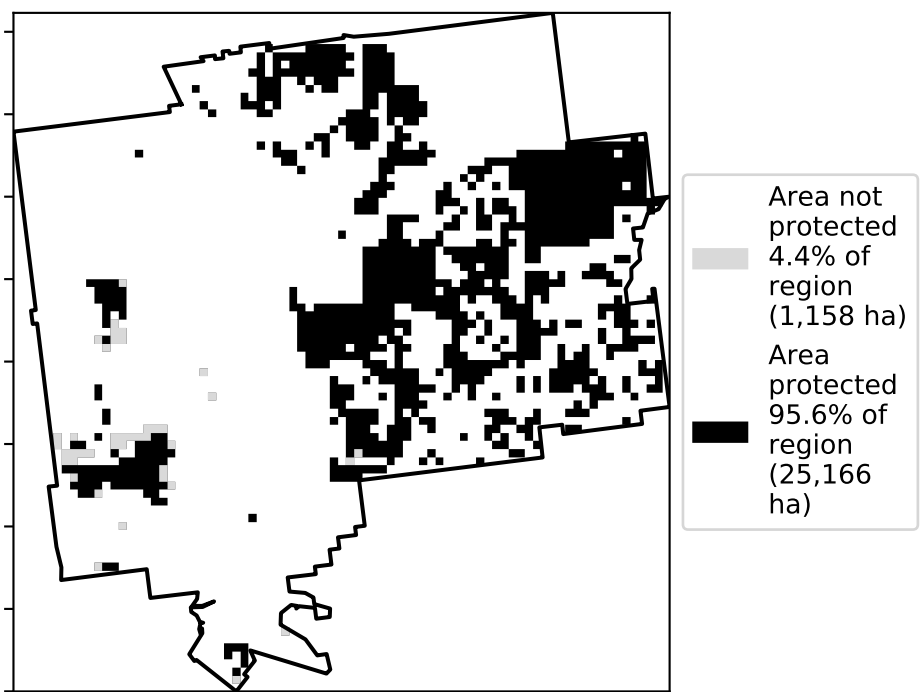 Area not
protected
4.4% of
region
(1,158 ha)
Area
protected
95.6% of
region
(25,166
ha)